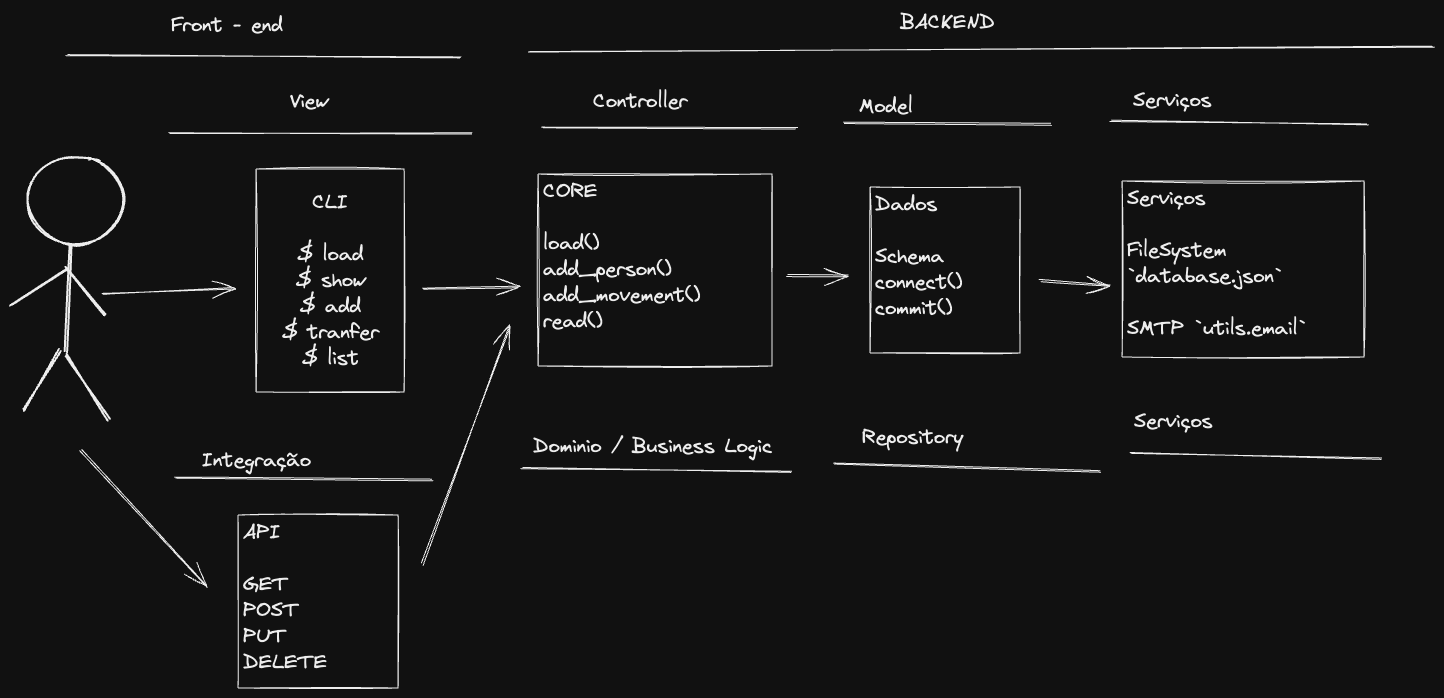 Front - end
BACKEND
View
Controller
Model
Serviços
CLI
$ load
$ show
$ add
$ tranfer
$ list
CORE
load()
add_person()
add_movement()
read()
Dados
Schema
connect()
commit()
Serviços
FileSystem
`database.json`
SMTP `utils.email`
Integração
Dominio / Business Logic
Repository
Serviços
API
GET
POST
PUT
DELETE